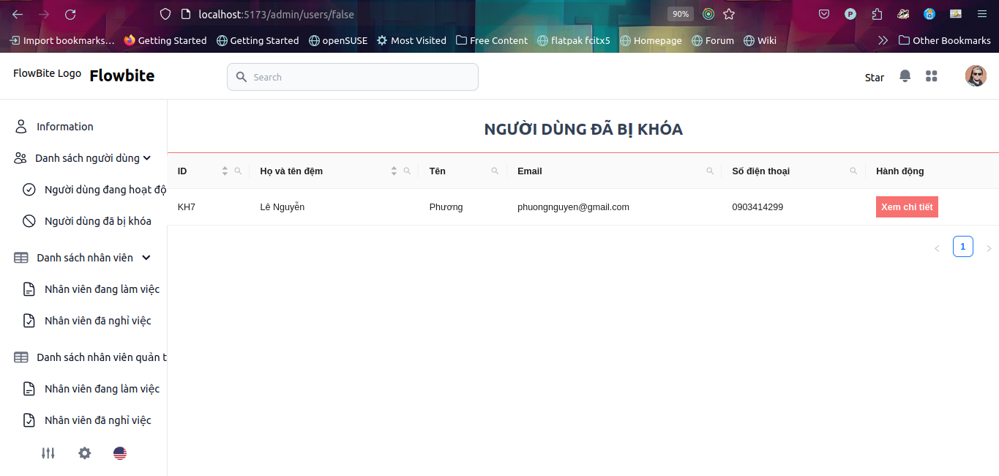 localhost:5173/admin/users/false 90%
Import bookmarks... Getting Started Getting Started openSUSE Most Visited Free Content flatpak fcitx5 Homepage Forum Wiki Other Bookmarks
FlowBite Logo Flowbite Search Star
Information
Danh sách người dùng
Người dùng đang hoạt độ
Người dùng đã bị khóa
Danh sách nhân viên
Nhân viên đang làm việc
Nhân viên đã nghỉ việc
Danh sách nhân viên quản t
Nhân viên đang làm việc
Nhân viên đã nghỉ việc
NGƯỜI DÙNG ĐÃ BỊ KHÓA
ID Họ và tên đệm Tên Email Số điện thoại Hành động
KH7 Lê Nguyễn Phương phuongnguyen@gmail.com 0903414299 Xem chi tiết
1